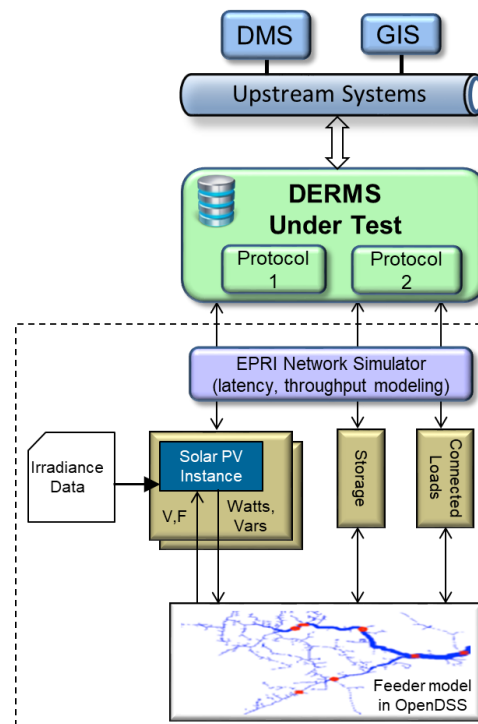 DMS
GIS
Upstream Systems
DERMS
Under Test
Protocol
1
Protocol
2
EPRI Network Simulator
(latency, throughput modeling)
Irradiance
Data
Solar PV
Instance
V,F
Watts,
Vars
Storage
Connected
Loads
Feeder model
in OpenDSS